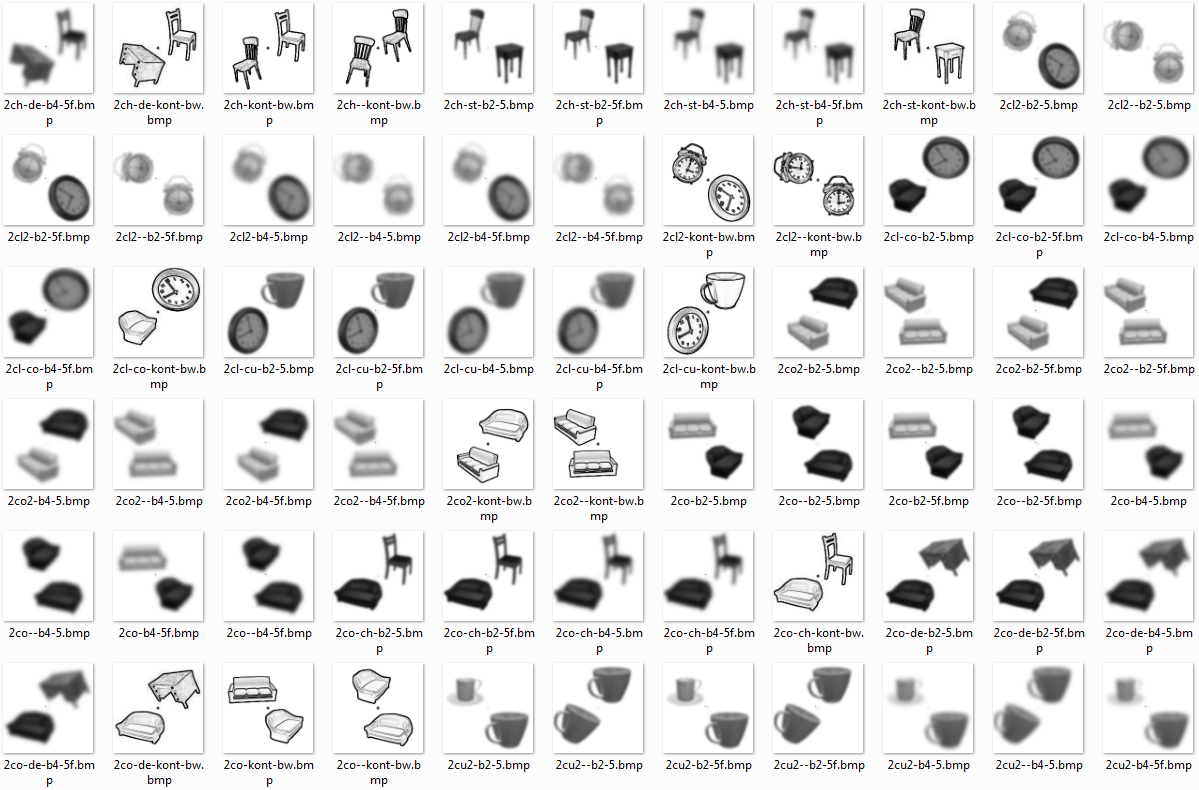 2ch-de-b4-5f.bm 2ch-de-kont-bw. 2ch-kont-bw.bm 2ch--kont-bw.b 2ch-st-b2-5.bmp 2ch-st-b2-5f.bm 2ch-st-b4-5.bmp 2ch-st-b4-5f.bm 2ch-st-kont-bw.b 2cl2-b2-5.bmp 2cl2--b2-5.bmp
p bmp p mp p p mp
2cl2-b2-5f.bmp 2cl2--b2-5f.bmp 2cl2-b4-5.bmp 2cl2--b4-5.bmp 2cl2-b4-5f.bmp 2cl2--b4-5f.bmp 2cl2-kont-bw.bm 2cl2--kont-bw.b 2cl-co-b2-5.bmp 2cl-co-b2-5f.bm 2cl-co-b4-5.bmp
p mp p
2cl-co-b4-5f.bm 2cl-co-kont-bw.b 2cl-cu-b2-5.bmp 2cl-cu-b2-5f.bm 2cl-cu-b4-5.bmp 2cl-cu-b4-5f.bm 2cl-cu-kont-bw.b 2co2-b2-5.bmp 2co2--b2-5.bmp 2co2-b2-5f.bmp 2co2--b2-5f.bmp
p mp p p mp
2co2-b4-5.bmp 2co2--b4-5.bmp 2co2-b4-5f.bmp 2co2--b4-5f.bmp 2co2-kont-bw.b 2co2--kont-bw.b 2co-b2-5.bmp 2co--b2-5.bmp 2co-b2-5f.bmp 2co--b2-5f.bmp 2co-b4-5.bmp
mp mp
2co--b4-5.bmp 2co-b4-5f.bmp 2co--b4-5f.bmp 2co-ch-b2-5.bm 2co-ch-b2-5f.bm 2co-ch-b4-5.bm 2co-ch-b4-5f.bm 2co-ch-kont-bw. 2co-de-b2-5.bm 2co-de-b2-5f.bm 2co-de-b4-5.bm
p p p p bmp p p p
2co-de-b4-5f.bm 2co-de-kont-bw. 2co-kont-bw.bm 2co--kont-bw.b 2cu2-b2-5.bmp 2cu2--b2-5.bmp 2cu2-b2-5f.bmp 2cu2--b2-5f.bmp 2cu2-b4-5.bmp 2cu2--b4-5.bmp 2cu2-b4-5f.bmp
p bmp p mp